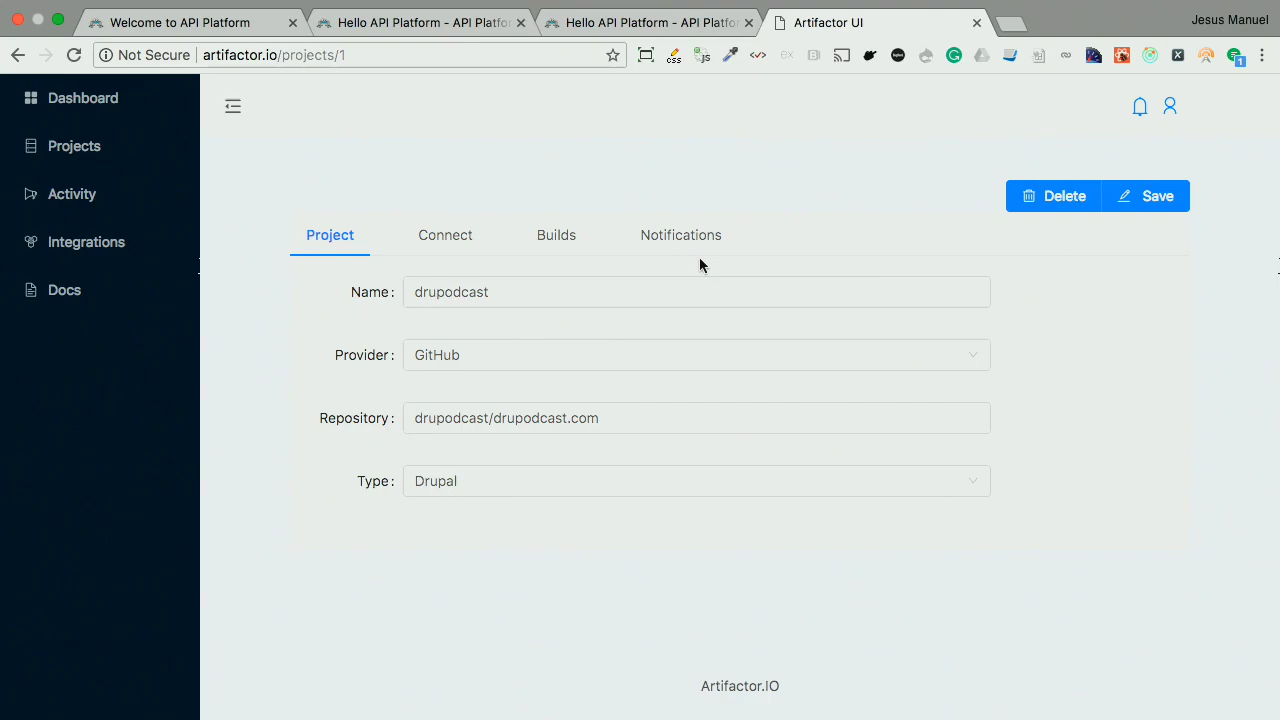 Welcome to API Platform
Hello API Platform - API Platfor
Hello API Platform - API Platfor
Artifactor UI
Jesus Manuel
Not Secure
artifactor.io/projects/1
1
Dashboard
Projects
Activity
Integrations
Docs
Delete
Save
Project
Connect
Builds
Notifications
Name:
drupodcast
Provider:
GitHub
Repository:
drupodcast/drupodcast.com
Type:
Drupal
Artifactor.IO